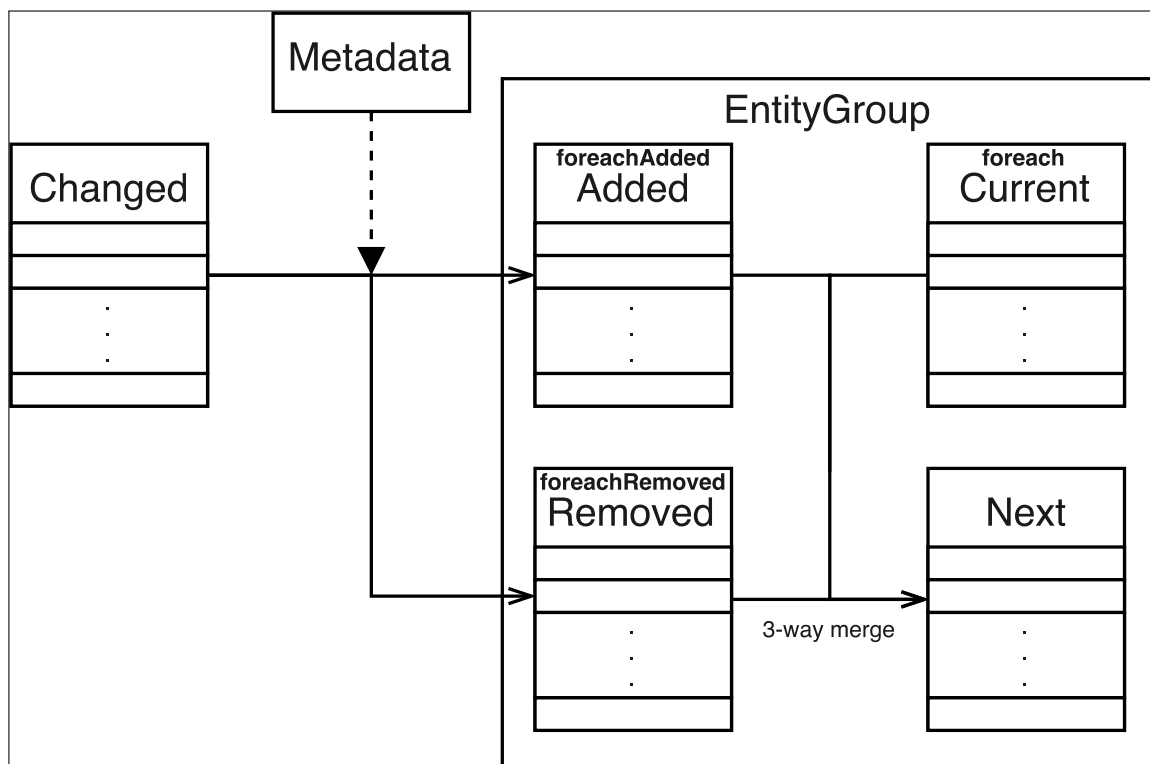 Metadata
EntityGroup
Changed
foreachAdded
Added
foreach
Current
foreachRemoved
Removed
Next
3-way merge